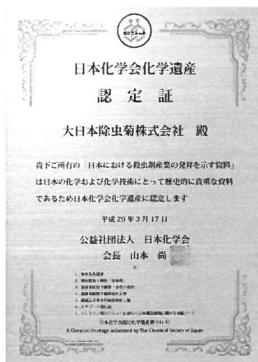 日本化学会化学遺産
認定証
大日本除虫菊株式会社 殿
貴下ご所有の「日本における殺虫剤産業の発祥を示す資料」
は日本の化学および化学技術にとって歴史的に貴重な資料
であるため日本化学会化学遺産に認定します
平成29年3月17日
公益社団法人 日本化学会
会長 山本 尚
A Chemical Heritage authorized by The Chemical Society of Japan